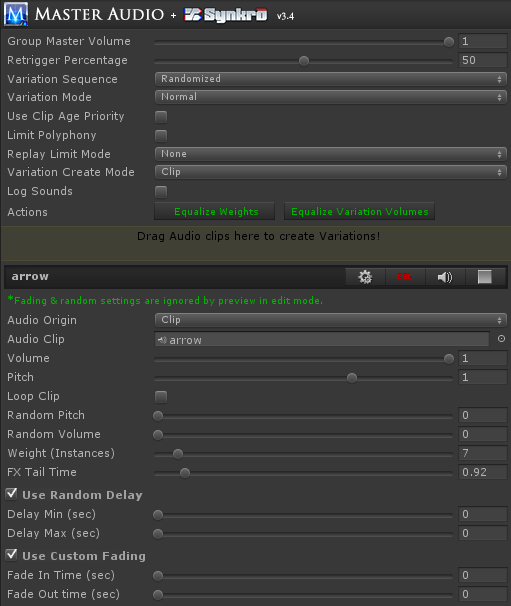 MASTER AUDIO + Synkro v3.4
Group Master Volume 1
Retrigger Percentage 50
Variation Sequence Randomized
Variation Mode Normal
Use Clip Age Priority
Limit Polyphony
Replay Limit Mode None
Variation Create Mode Clip
Log Sounds
Actions Equalize Weights Equalize Variation Volumes
Drag Audio clips here to create Variations!
arrow
*Fading & random settings are ignored by preview in edit mode.
Audio Origin Clip
Audio Clip arrow
Volume 1
Pitch 1
Loop Clip
Random Pitch 0
Random Volume 0
Weight (Instances) 7
FX Tail Time 0.92
Use Random Delay
Delay Min (sec) 0
Delay Max (sec) 0
Use Custom Fading
Fade In Time (sec) 0
Fade Out time (sec) 0